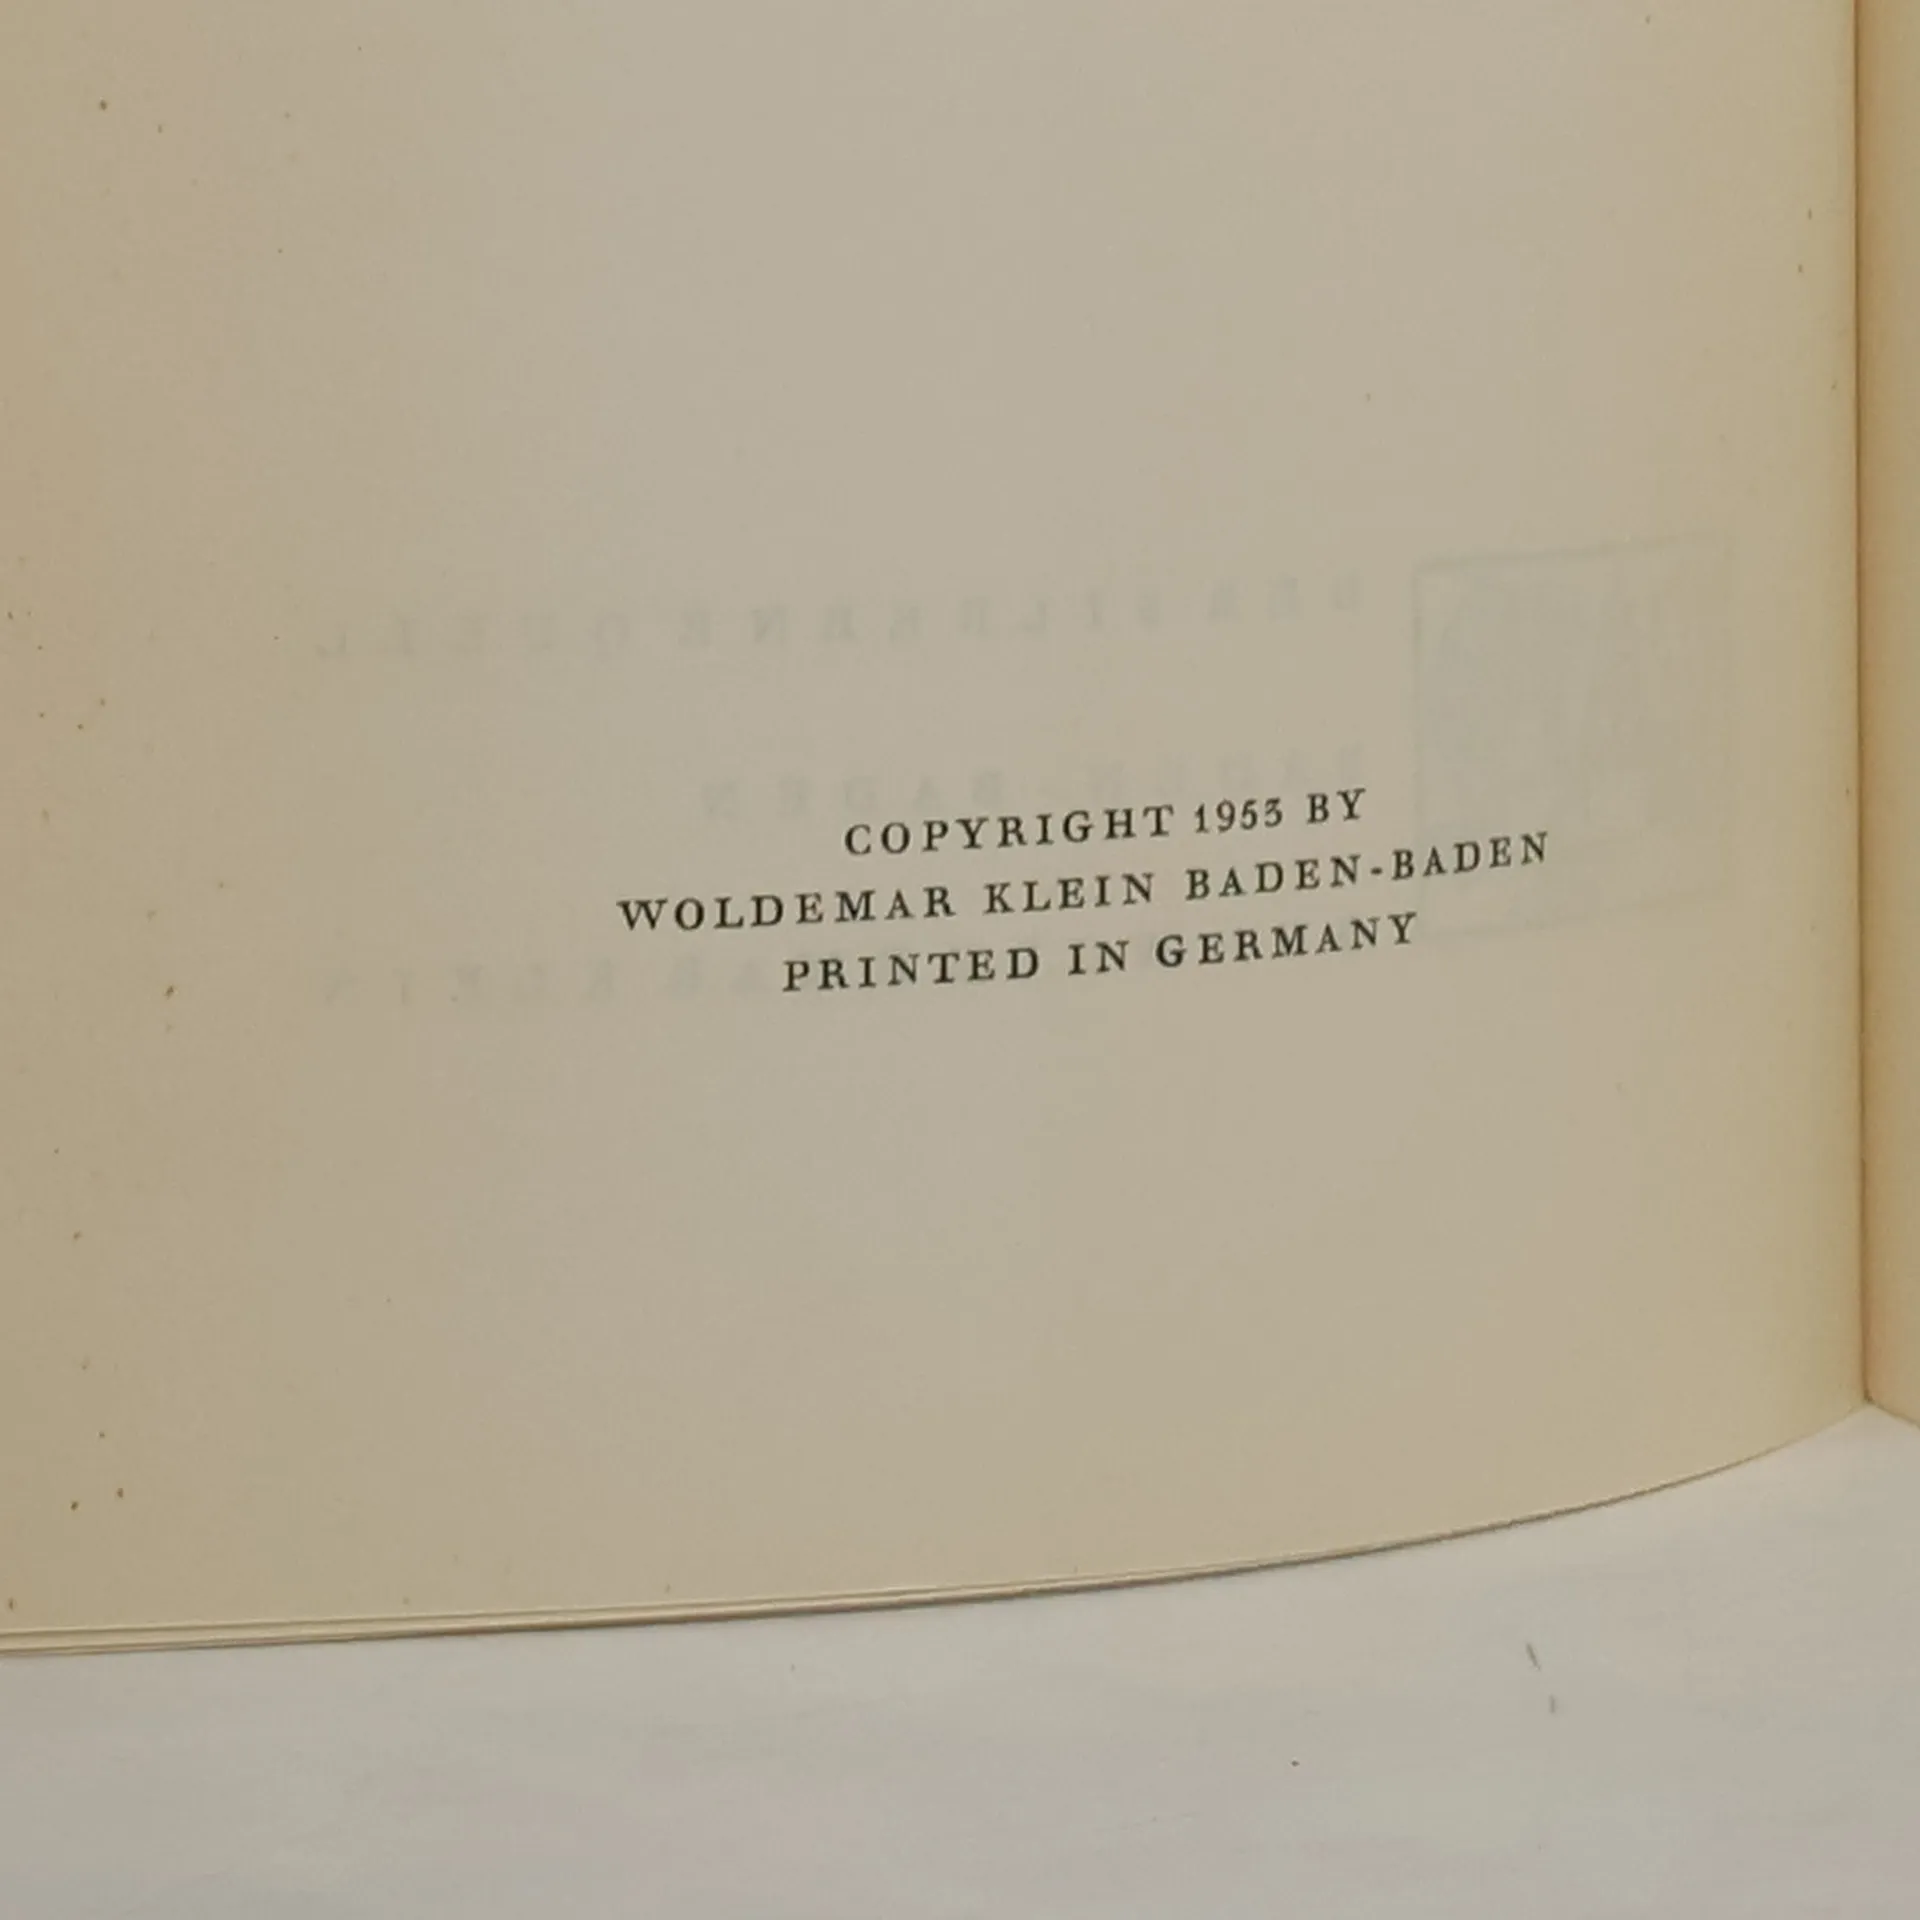 COPYRIGHT 1953 BY
WOLDEMAR KLEIN BADEN-BADEN
PRINTED IN GERMANY